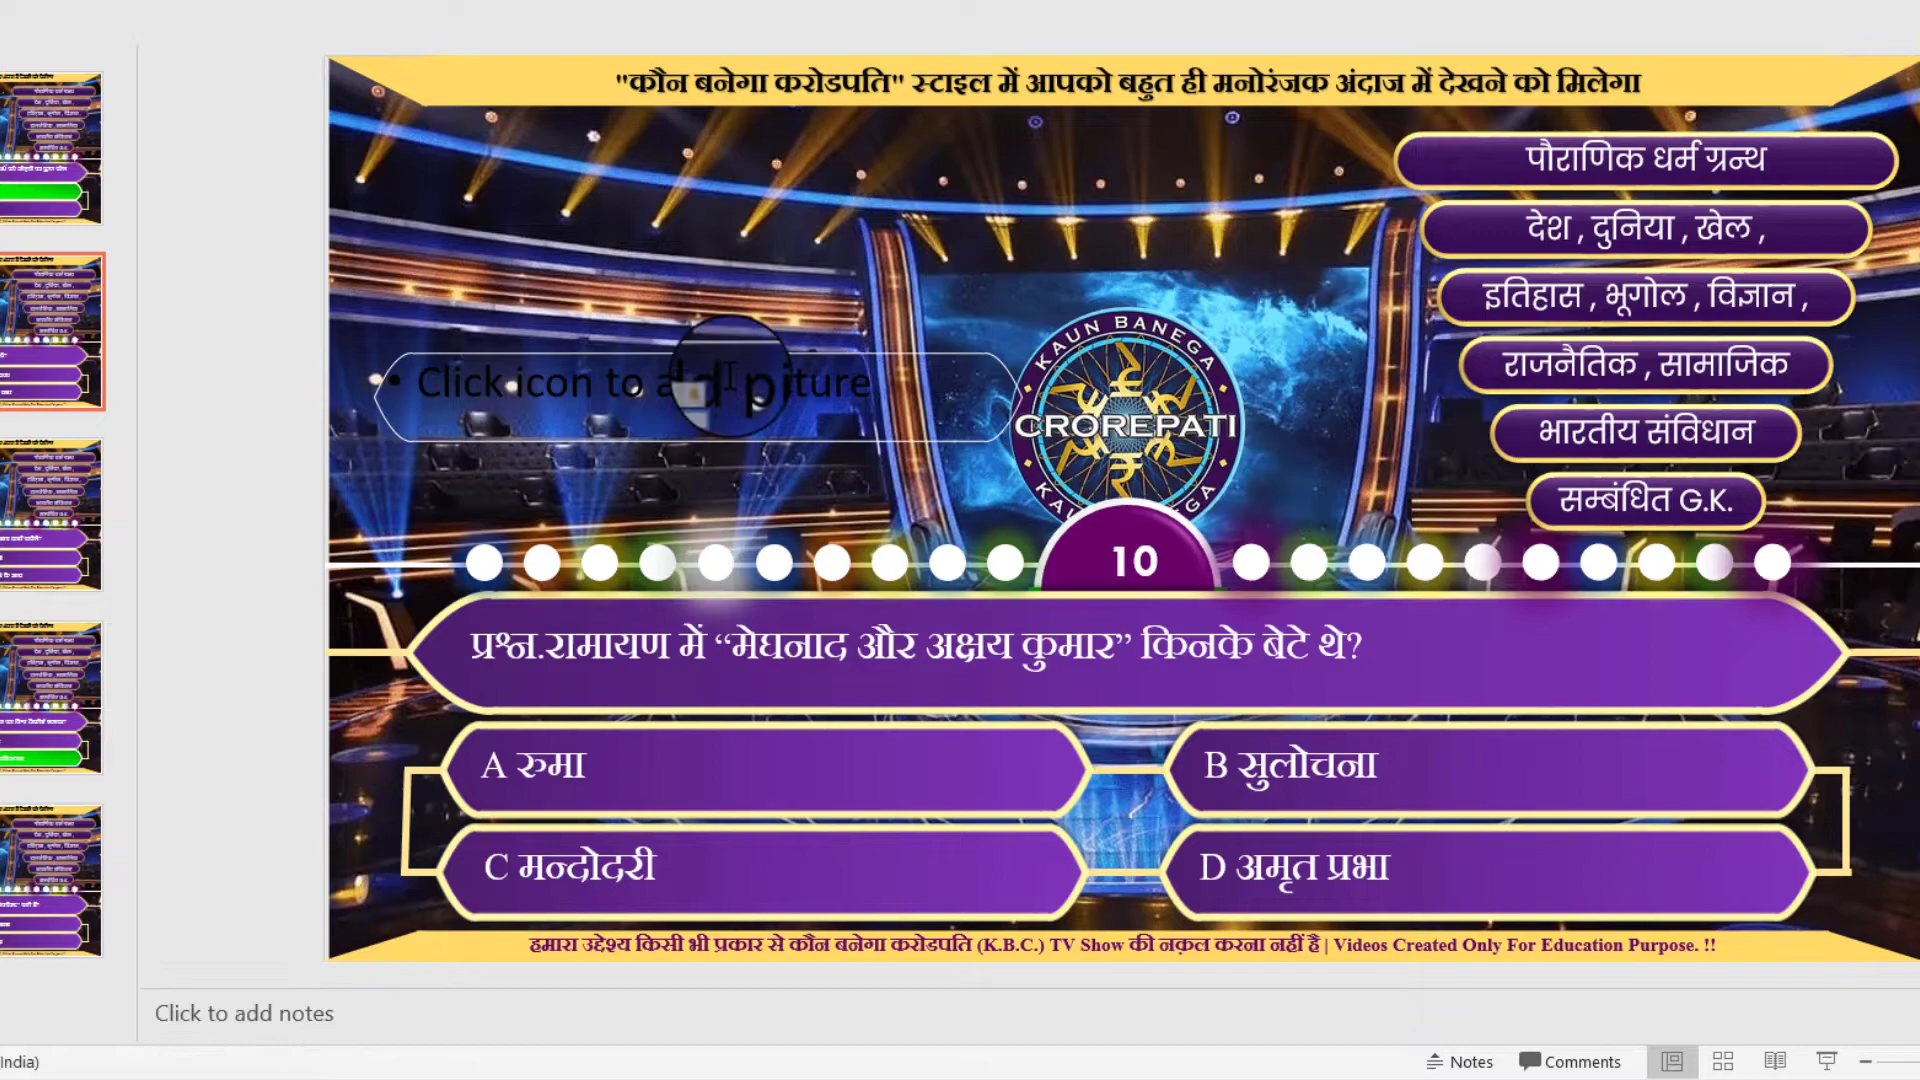 "कौन बनेगा करोडपति" स्टाइल में आपको बहुत ही मनोरंजक अंदाज में देखने को मिलेगा
पौराणिक धर्म ग्रन्थ
देश , दुनिया , खेल ,
इतिहास , भूगोल , विज्ञान ,
राजनैतिक , सामाजिक
भारतीय संविधान
सम्बंधित G.K.
• Click icon to add picture
KAUN BANEGA
CROREPATI
10
प्रश्न.रामायण में “मेघनाद और अक्षय कुमार” किनके बेटे थे?
A रुमा
B सुलोचना
C मन्दोदरी
D अमृत प्रभा
हमारा उद्देश्य किसी भी प्रकार से कौन बनेगा करोडपति (K.B.C.) TV Show की नक़ल करना नहीं है | Videos Created Only For Education Purpose. !!
Click to add notes
India)
Notes
Comments